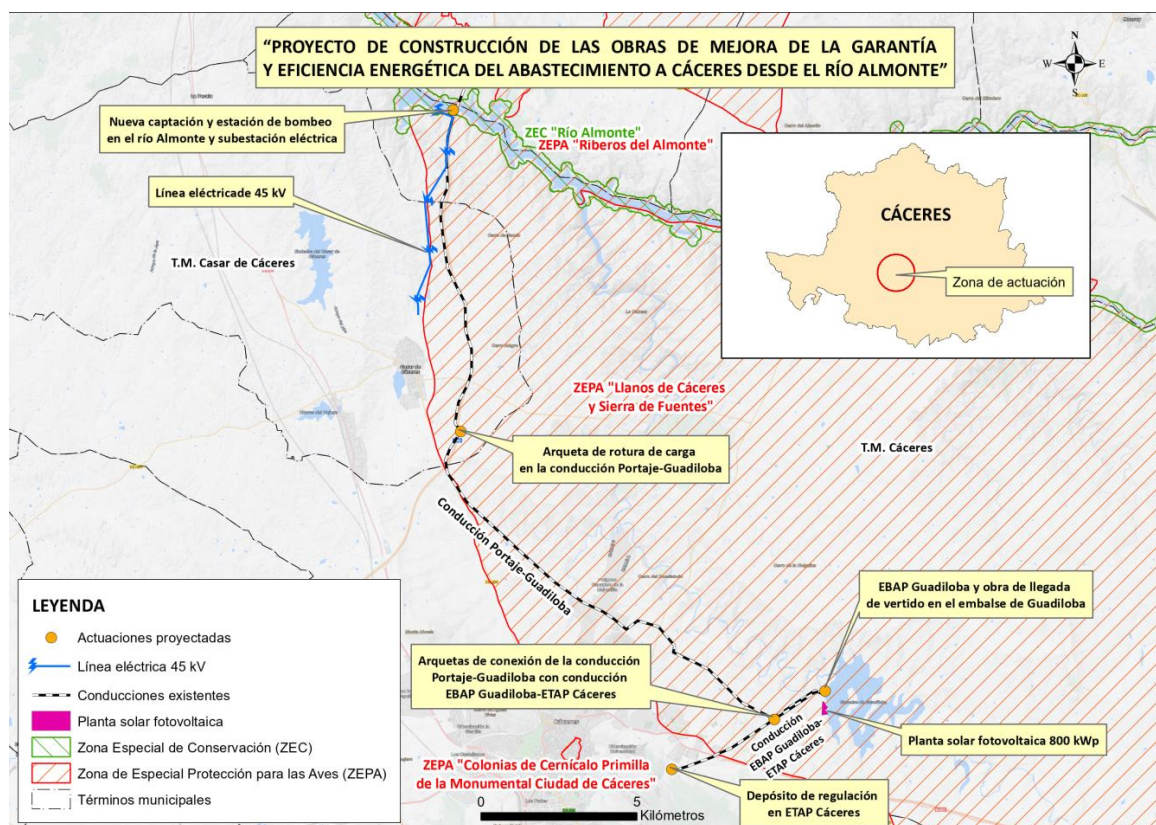 “PROYECTO DE CONSTRUCCIÓN DE LAS OBRAS DE MEJORA DE LA GARANTÍA
Y EFICIENCIA ENERGÉTICA DEL ABASTECIMIENTO A CÁCERES DESDE EL RÍO ALMONTE”
N
W E
S
Nueva captación y estación de bombeo
en el río Almonte y subestación eléctrica
ZEC "Río Almonte"
ZEPA "Riberos del Almonte"
Línea eléctricade 45 kV
CÁCERES
Zona de actuación
T.M. Casar de Cáceres
ZEPA "Llanos de Cáceres
y Sierra de Fuentes"
T.M. Cáceres
Arqueta de rotura de carga
en la conducción Portaje-Guadiloba
Conducción Portaje-Guadiloba
EBAP Guadiloba y obra de llegada
de vertido en el embalse de Guadiloba
Arquetas de conexión de la conducción
Portaje-Guadiloba con conducción
EBAP Guadiloba-ETAP Cáceres
Conducción
EBAP Guadiloba-
ETAP Cáceres
Planta solar fotovoltaica 800 kWp
ZEPA "Colonias de Cernícalo Primilla
de la Monumental Ciudad de Cáceres"
Depósito de regulación
en ETAP Cáceres
0 5
Kilómetros
LEYENDA
Actuaciones proyectadas
Línea eléctrica 45 kV
Conducciones existentes
Planta solar fotovoltaica
Zona Especial de Conservación (ZEC)
Zona de Especial Protección para las Aves (ZEPA)
Términos municipales